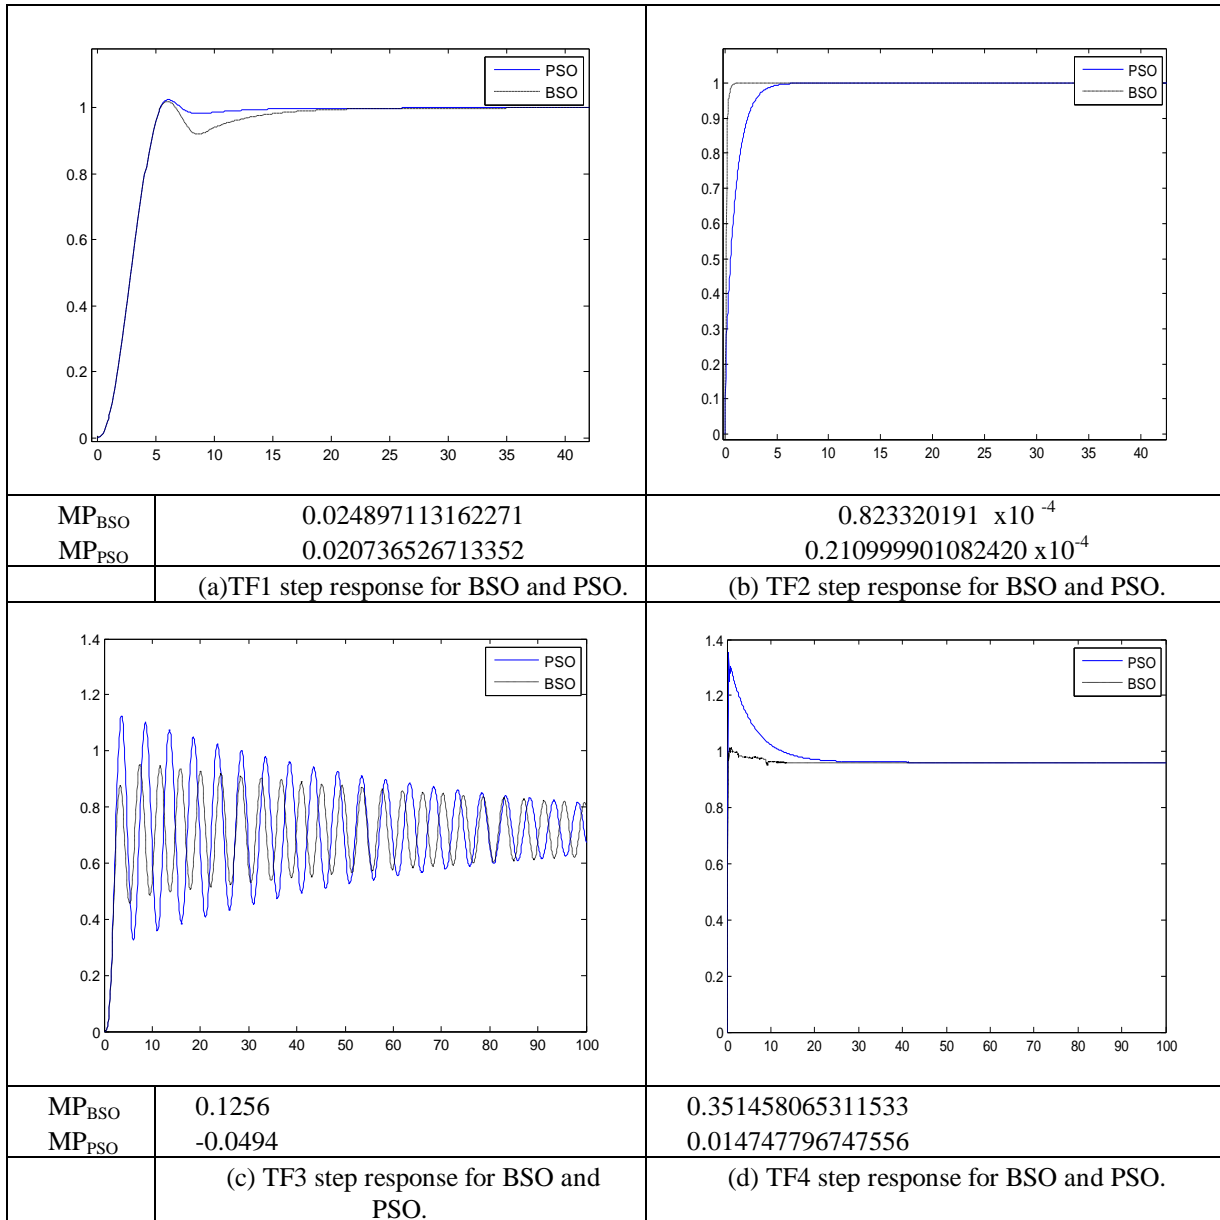 PSO
BSO
1
0.8
0.6
0.4
0.2
0
0 5 10 15 20 25 30 35 40
PSO
BSO
1
0.9
0.8
0.7
0.6
0.5
0.4
0.3
0.2
0.1
0
0 5 10 15 20 25 30 35 40
MPBSO 0.024897113162271 0.823320191 x10 -4
MPPSO 0.020736526713352 0.210999901082420 x10-4
(a)TF1 step response for BSO and PSO. (b) TF2 step response for BSO and PSO.
PSO
BSO
1.4
1.2
1
0.8
0.6
0.4
0.2
0
0 10 20 30 40 50 60 70 80 90 100
PSO
BSO
1.4
1.2
1
0.8
0.6
0.4
0.2
0
0 10 20 30 40 50 60 70 80 90 100
MPBSO 0.1256 0.351458065311533
MPPSO -0.0494 0.014747796747556
(c) TF3 step response for BSO and
PSO.
(d) TF4 step response for BSO and PSO.